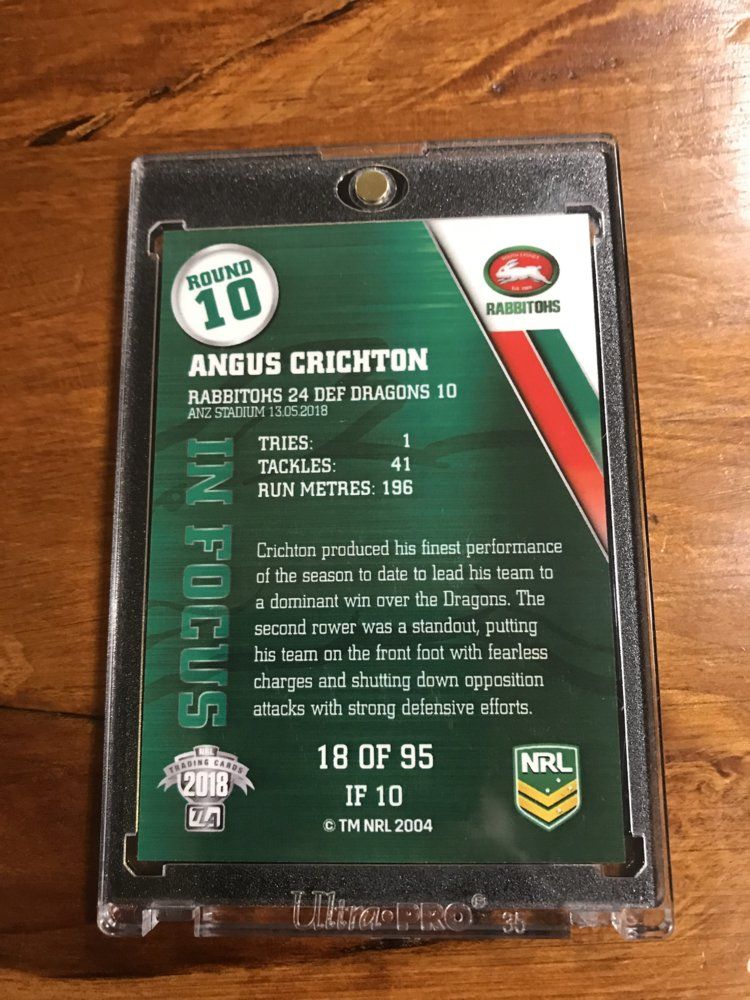 ROUND
10
SOUTH SYDNEY
RABBITOHS
ANGUS CRICHTON
RABBITOHS 24 DEF DRAGONS 10
ANZ STADIUM 13.05.2018
IN FOCUS
TRIES: 1
TACKLES: 41
RUN METRES: 196
Crichton produced his finest performance
of the season to date to lead his team to
a dominant win over the Dragons. The
second rower was a standout, putting
his team on the front foot with fearless
charges and shutting down opposition
attacks with strong defensive efforts.
NRL
TRADING CARDS
2018
TLA
18 OF 95
IF 10
© TM NRL 2004
NRL
Ultra·PRO® 35